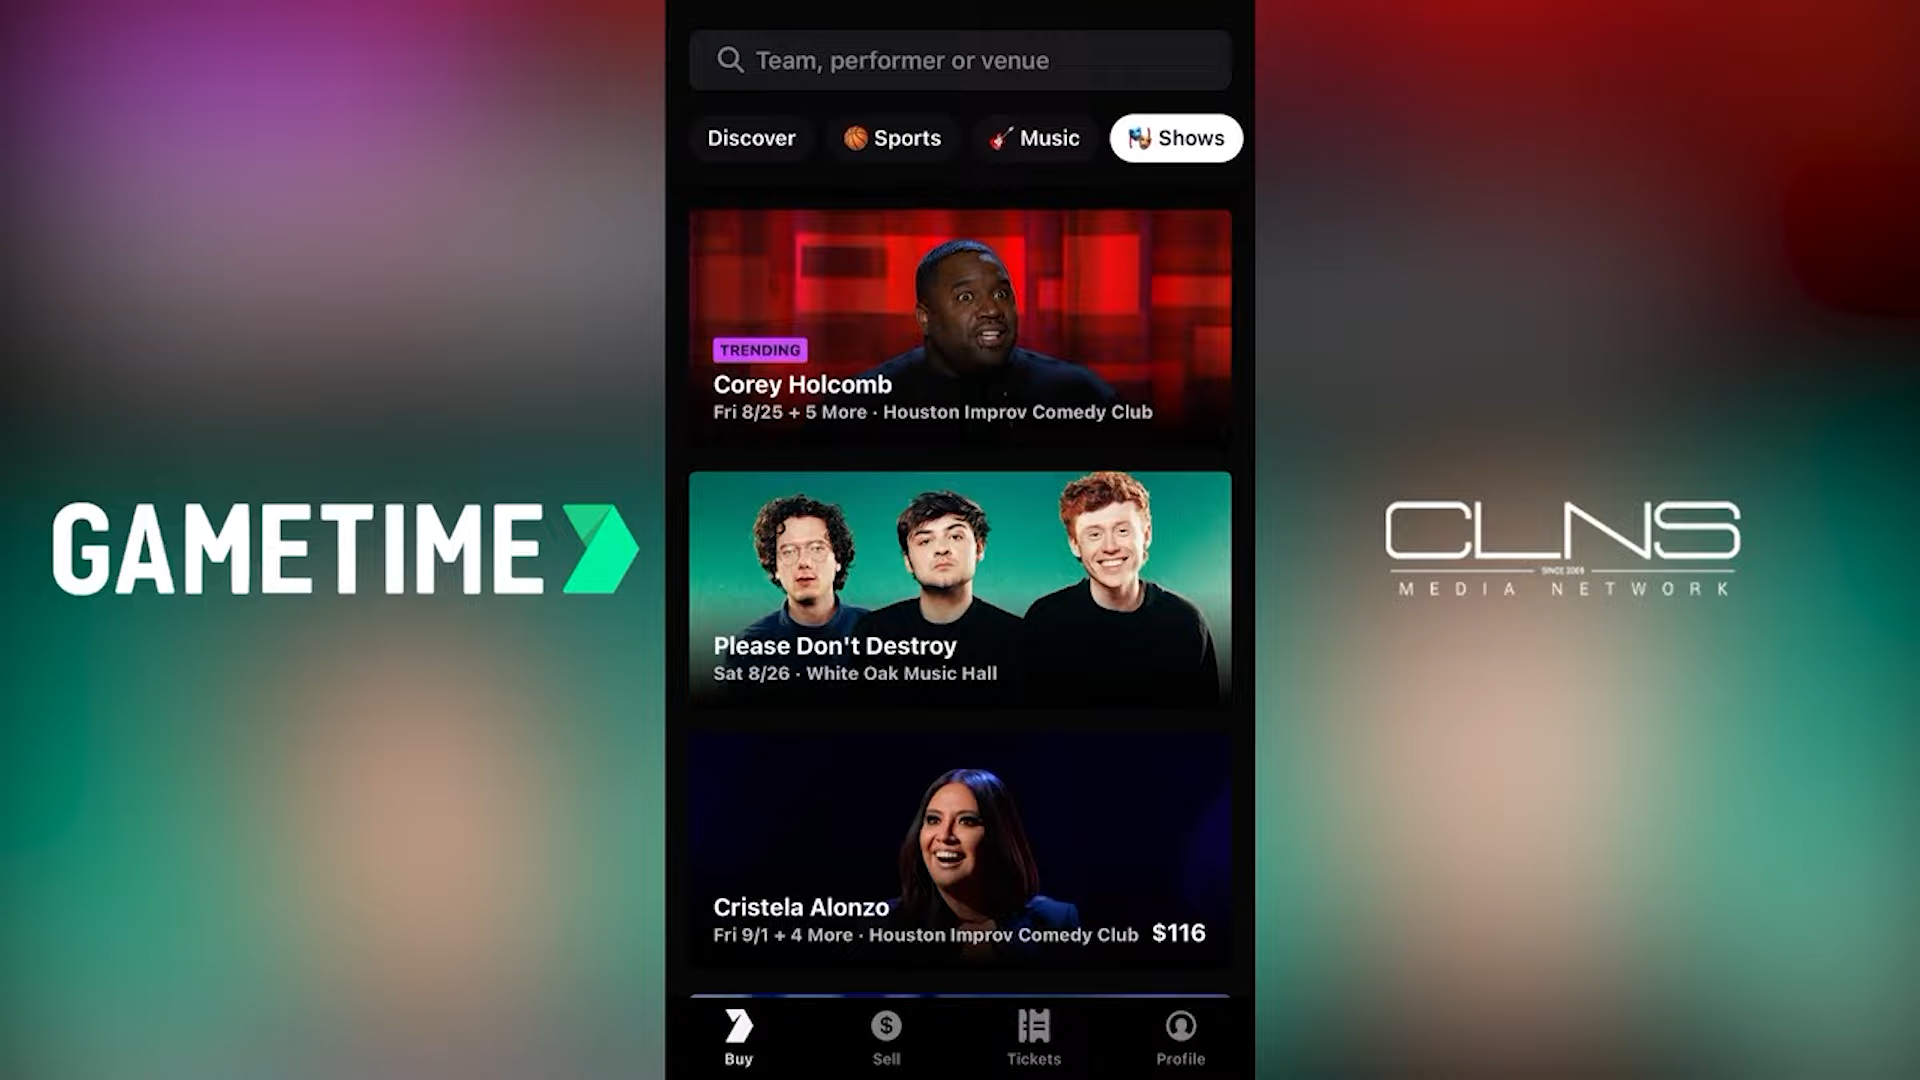 Team, performer or venue
Discover
Sports
Music
Shows
TRENDING
Corey Holcomb
Fri 8/25 + 5 More · Houston Improv Comedy Club
GAMETIME
CLNS
SINCE 2009
MEDIA NETWORK
Please Don't Destroy
Sat 8/26 · White Oak Music Hall
Cristela Alonzo
Fri 9/1 + 4 More · Houston Improv Comedy Club $116
Buy
Sell
Tickets
Profile